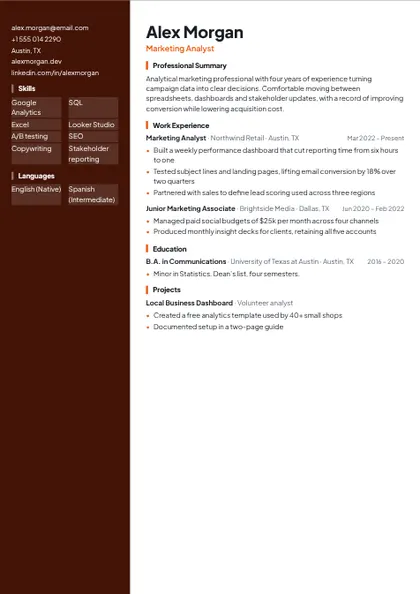 alex.morgan@email.com
+1 555 014 2290
Austin, TX
alexmorgan.dev
linkedin.com/in/alexmorgan
Skills
Google Analytics
SQL
Excel
Looker Studio
A/B testing
SEO
Copywriting
Stakeholder reporting
Languages
English (Native)
Spanish (Intermediate)
Alex Morgan
Marketing Analyst
Professional Summary
Analytical marketing professional with four years of experience turning
campaign data into clear decisions. Comfortable moving between
spreadsheets, dashboards and stakeholder updates, with a record of improving
conversion while lowering acquisition cost.
Work Experience
Marketing Analyst · Northwind Retail · Austin, TX Mar 2022 – Present
• Built a weekly performance dashboard that cut reporting time from six hours
to one
• Tested subject lines and landing pages, lifting email conversion by 18% over
two quarters
• Partnered with sales to define lead scoring used across three regions
Junior Marketing Associate · Brightside Media · Dallas, TX Jun 2020 – Feb 2022
• Managed paid social budgets of $25k per month across four channels
• Produced monthly insight decks for clients, retaining all five accounts
Education
B.A. in Communications · University of Texas at Austin · Austin, TX 2016 – 2020
• Minor in Statistics. Dean's list, four semesters.
Projects
Local Business Dashboard · Volunteer analyst
• Created a free analytics template used by 40+ small shops
• Documented setup in a two-page guide